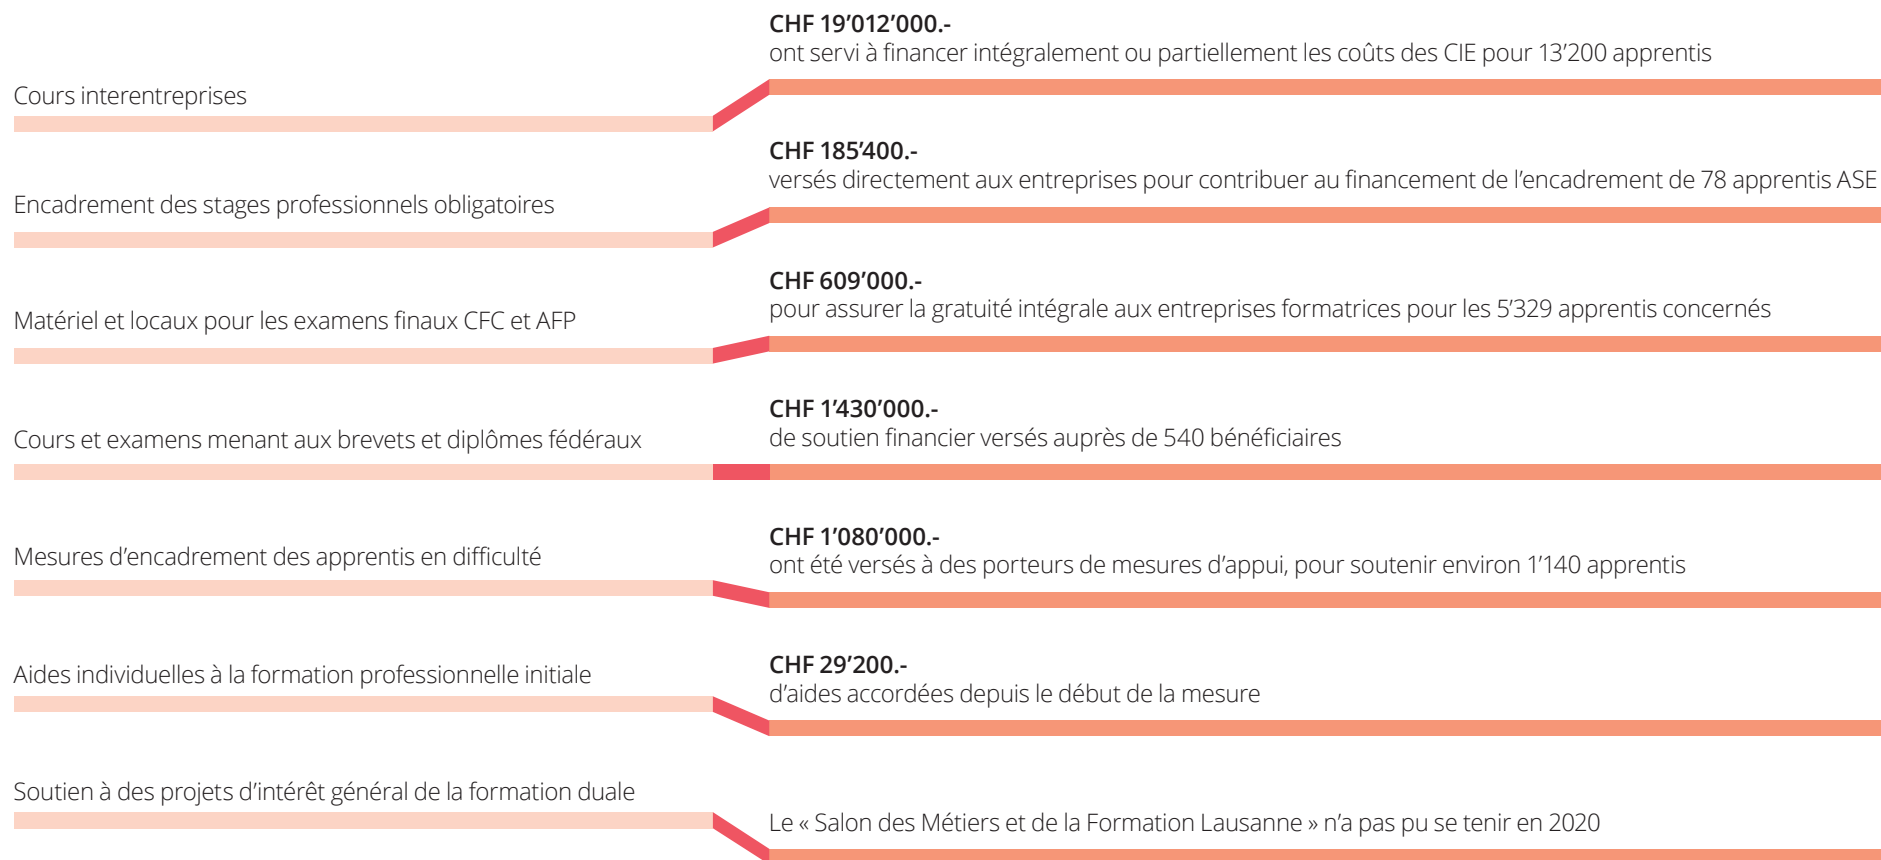 Cours interentreprises
CHF 19’012’000.-
ont servi à financer intégralement ou partiellement les coûts des CIE pour 13’200 apprentis
Encadrement des stages professionnels obligatoires
CHF 185’400.-
versés directement aux entreprises pour contribuer au financement de l’encadrement de 78 apprentis ASE
Matériel et locaux pour les examens finaux CFC et AFP
CHF 609’000.-
pour assurer la gratuité intégrale aux entreprises formatrices pour les 5’329 apprentis concernés
Cours et examens menant aux brevets et diplômes fédéraux
CHF 1’430’000.-
de soutien financier versés auprès de 540 bénéficiaires
Mesures d’encadrement des apprentis en difficulté
CHF 1’080’000.-
ont été versés à des porteurs de mesures d’appui, pour soutenir environ 1’140 apprentis
Aides individuelles à la formation professionnelle initiale
CHF 29’200.-
d’aides accordées depuis le début de la mesure
Soutien à des projets d’intérêt général de la formation duale
Le « Salon des Métiers et de la Formation Lausanne » n’a pas pu se tenir en 2020